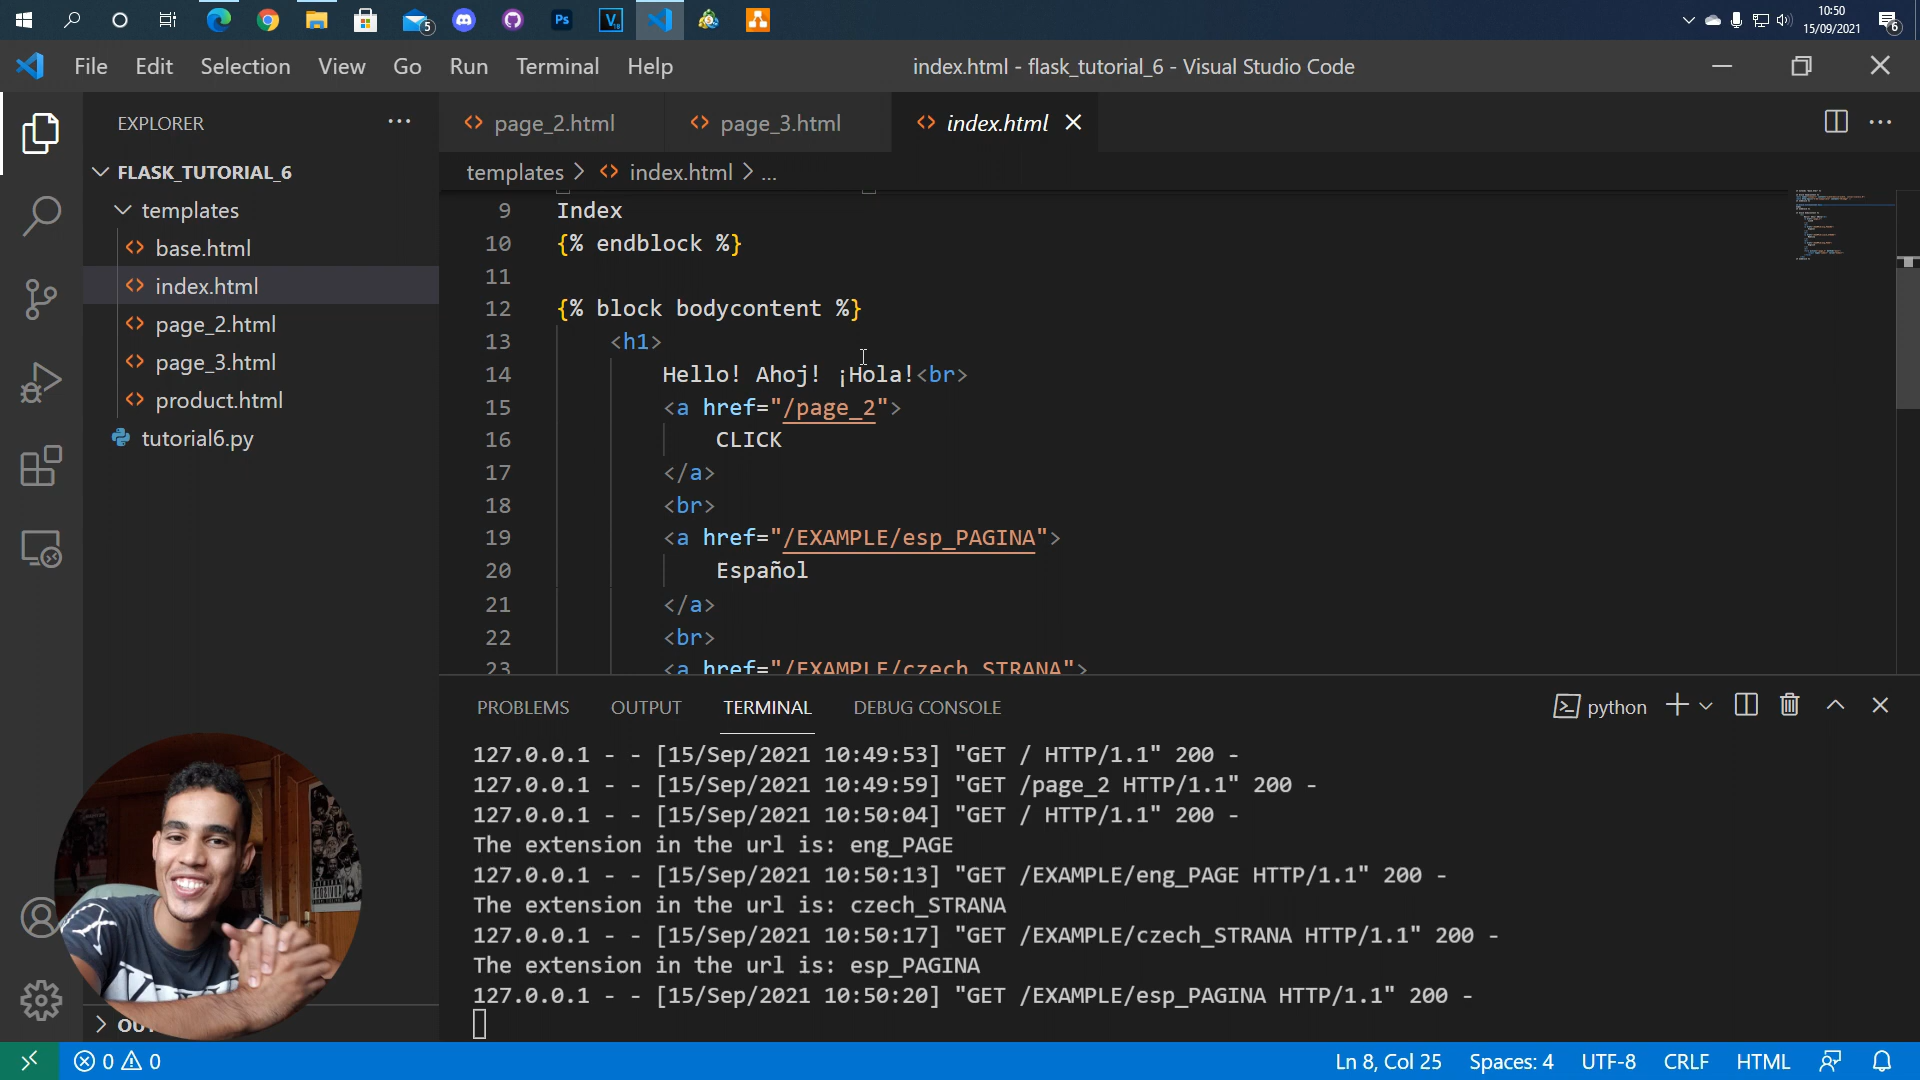 5
Ps
V
10:50
15/09/2021
6
File Edit Selection View Go Run Terminal Help
index.html - flask_tutorial_6 - Visual Studio Code
EXPLORER
page_2.html
page_3.html
index.html
templates > index.html > ...
FLASK_TUTORIAL_6
templates
base.html
index.html
page_2.html
page_3.html
product.html
tutorial6.py
9 Index
10 {% endblock %}
11
12 {% block bodycontent %}
13 <h1>
14 Hello! Ahoj! ¡Hola!<br>
15 <a href="/page_2">
16 CLICK
17 </a>
18 <br>
19 <a href="/EXAMPLE/esp_PAGINA">
20 Español
21 </a>
22 <br>
23 <a href="/EXAMPLE/czech_STRANA">
PROBLEMS OUTPUT TERMINAL DEBUG CONSOLE
python
127.0.0.1 - - [15/Sep/2021 10:49:53] "GET / HTTP/1.1" 200 -
127.0.0.1 - - [15/Sep/2021 10:49:59] "GET /page_2 HTTP/1.1" 200 -
127.0.0.1 - - [15/Sep/2021 10:50:04] "GET / HTTP/1.1" 200 -
The extension in the url is: eng_PAGE
127.0.0.1 - - [15/Sep/2021 10:50:13] "GET /EXAMPLE/eng_PAGE HTTP/1.1" 200 -
The extension in the url is: czech_STRANA
127.0.0.1 - - [15/Sep/2021 10:50:17] "GET /EXAMPLE/czech_STRANA HTTP/1.1" 200 -
The extension in the url is: esp_PAGINA
127.0.0.1 - - [15/Sep/2021 10:50:20] "GET /EXAMPLE/esp_PAGINA HTTP/1.1" 200 -
0 0
Ln 8, Col 25 Spaces: 4 UTF-8 CRLF HTML